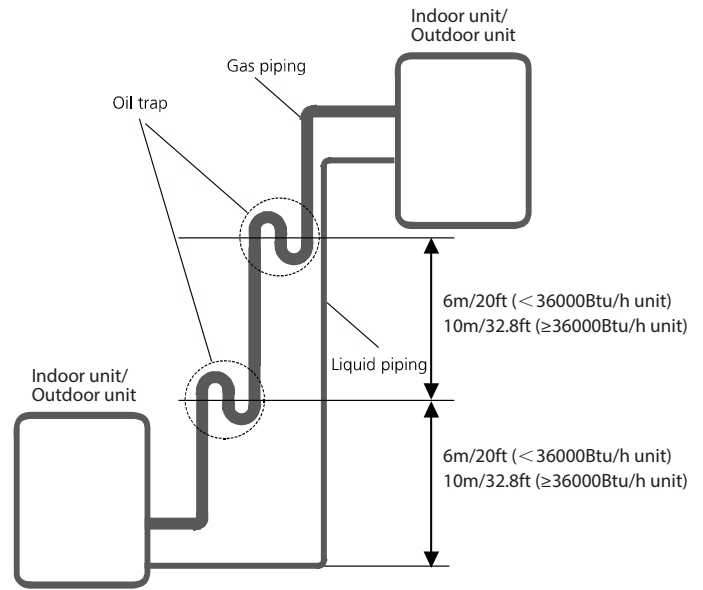 Indoor unit/
Outdoor unit
Gas piping
Oil trap
6m/20ft (＜36000Btu/h unit)
10m/32.8ft (≥36000Btu/h unit)
Liquid piping
Indoor unit/
Outdoor unit
6m/20ft (＜36000Btu/h unit)
10m/32.8ft (≥36000Btu/h unit)